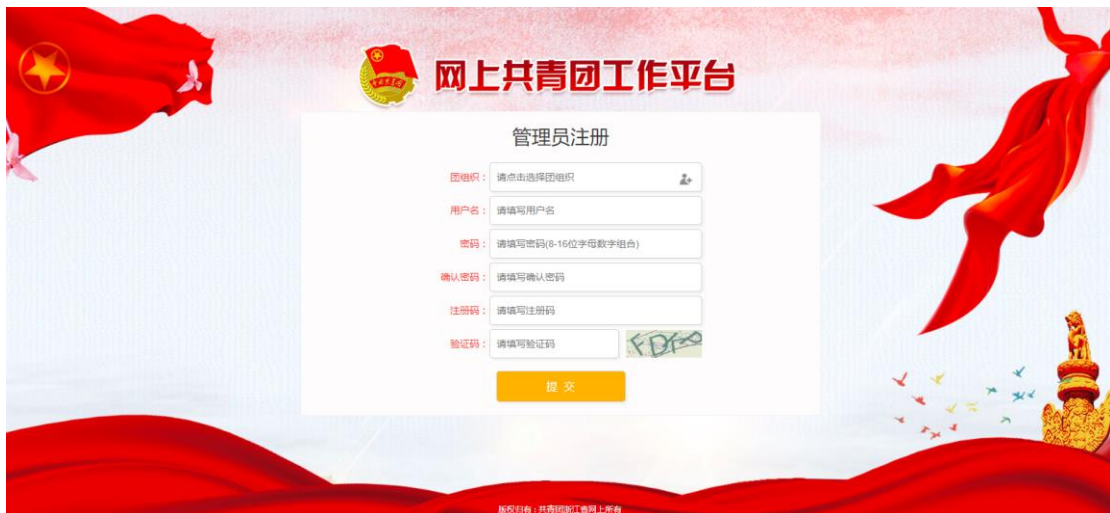 网上共青团工作平台
管理员注册
团组织： 请点击选择团组织
用户名： 请填写用户名
密码： 请填写密码(8-16位字母数字组合)
确认密码： 请填写确认密码
注册码： 请填写注册码
验证码： 请填写验证码
提 交
版权归有：共青团浙江省网上所有